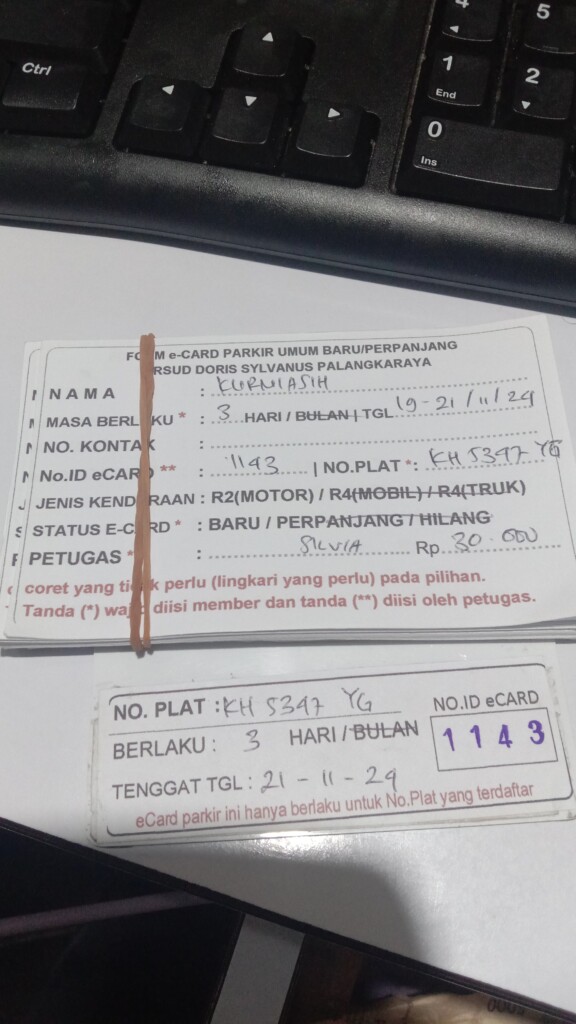 Ctrl
4
5
1
End
2
0
Ins
FORM e-CARD PARKIR UMUM BARU/PERPANJANG
RSUD DORIS SYLVANUS PALANGKARAYA
NAMA : KURNIASIH
MASA BERLAKU * : 3 HARI / BULAN | TGL 19-21/11/24
NO. KONTAK :
No.ID eCARD ** : 1143 | NO.PLAT *: KH 5347 YG
JENIS KENDARAAN : R2(MOTOR) / R4(MOBIL) / R4(TRUK)
STATUS E-CARD * : BARU / PERPANJANG / HILANG
PETUGAS * : SILVIA Rp 30.000
coret yang tidak perlu (lingkari yang perlu) pada pilihan.
Tanda (*) wajib diisi member dan tanda (**) diisi oleh petugas.
NO. PLAT : KH 5347 YG
NO.ID eCARD
BERLAKU : 3 HARI / BULAN
1143
TENGGAT TGL : 21-11-24
eCard parkir ini hanya berlaku untuk No.Plat yang terdaftar